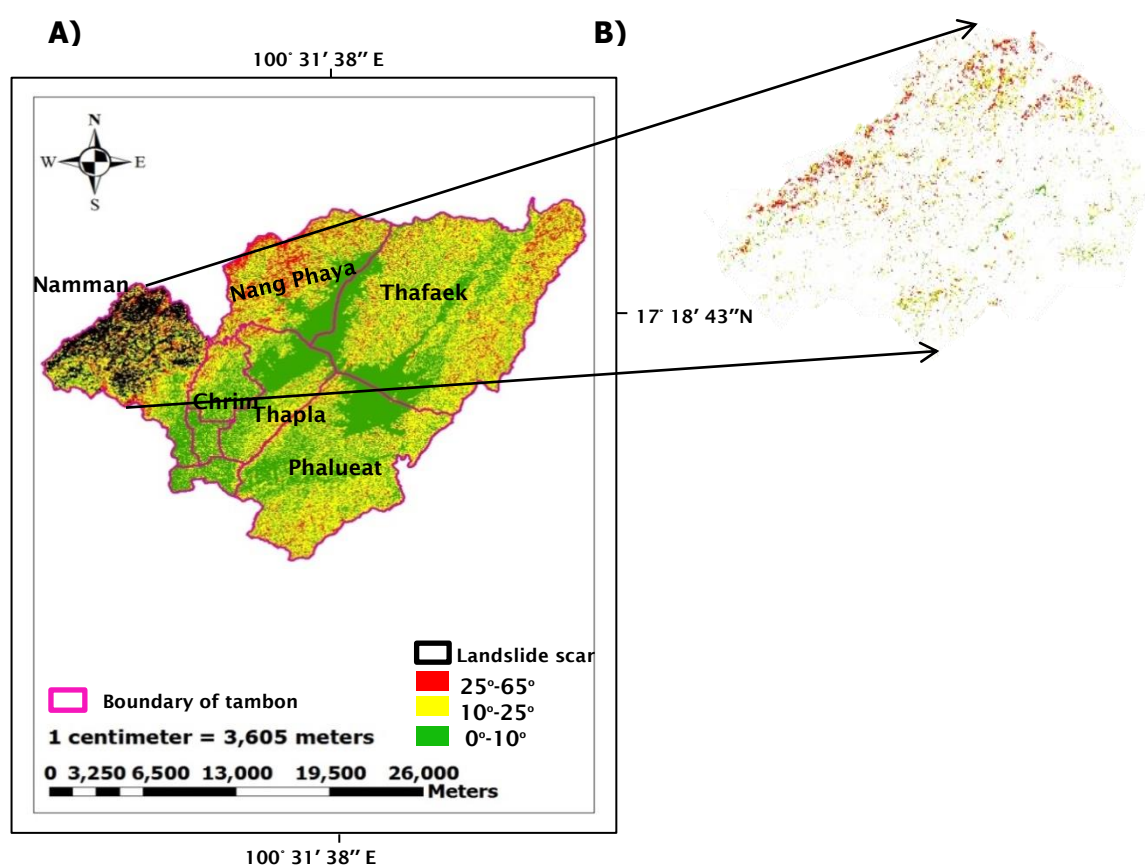 A)
B)
100° 31′ 38″ E
N
W
E
S
Namman
Nang Phaya
Thafaek
17° 18′ 43″N
Chrim
Thapla
Phalueat
Landslide scar
25°-65°
10°-25°
0°-10°
Boundary of tambon
1 centimeter = 3,605 meters
0 3,250 6,500 13,000 19,500 26,000
Meters
100° 31′ 38″ E